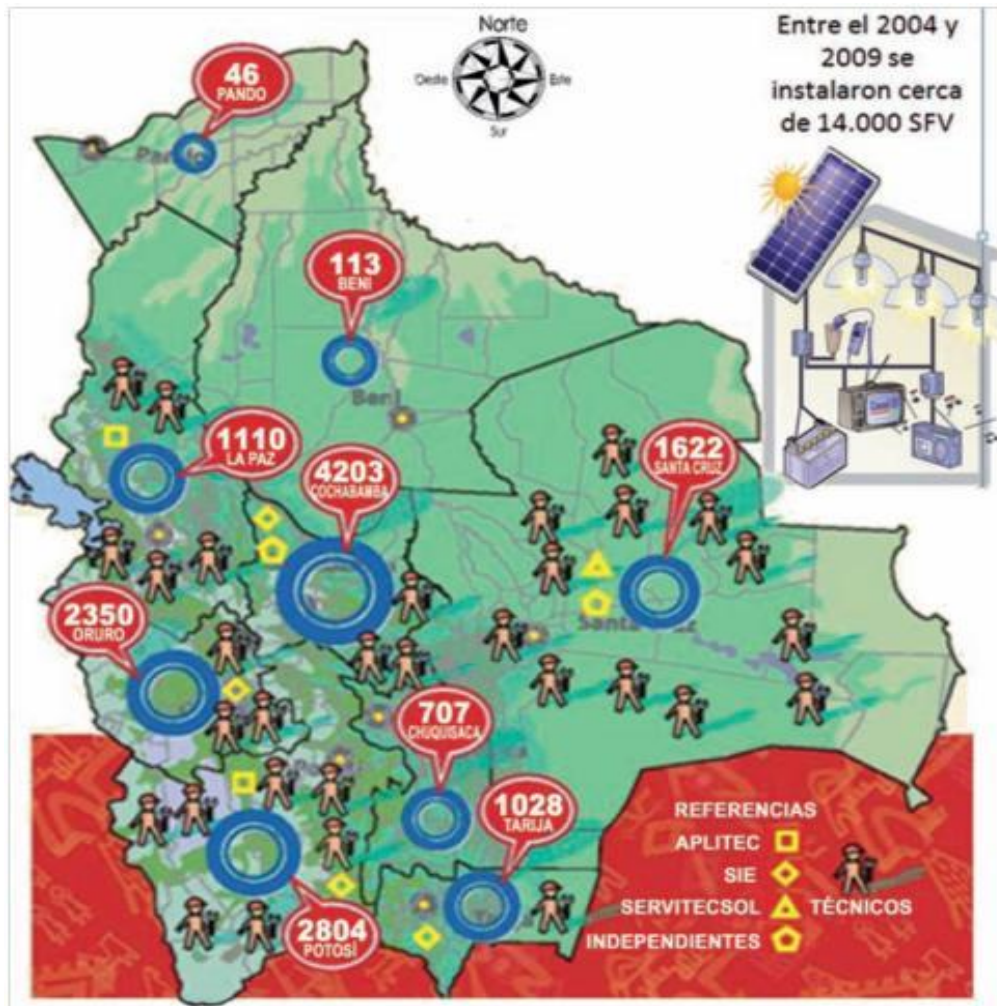 Norte
Oeste
Este
Sur
Entre el 2004 y
2009 se
instalaron cerca
de 14.000 SFV
46
PANDO
113
BENI
Beni
1110
LA PAZ
4203
COCHABAMBA
1622
SANTA CRUZ
2350
ORURO
707
CHUQUISACA
1028
TARIJA
2804
POTOSÍ
REFERENCIAS
APLITEC
SIE
SERVITECSOL
TÉCNICOS
INDEPENDIENTES